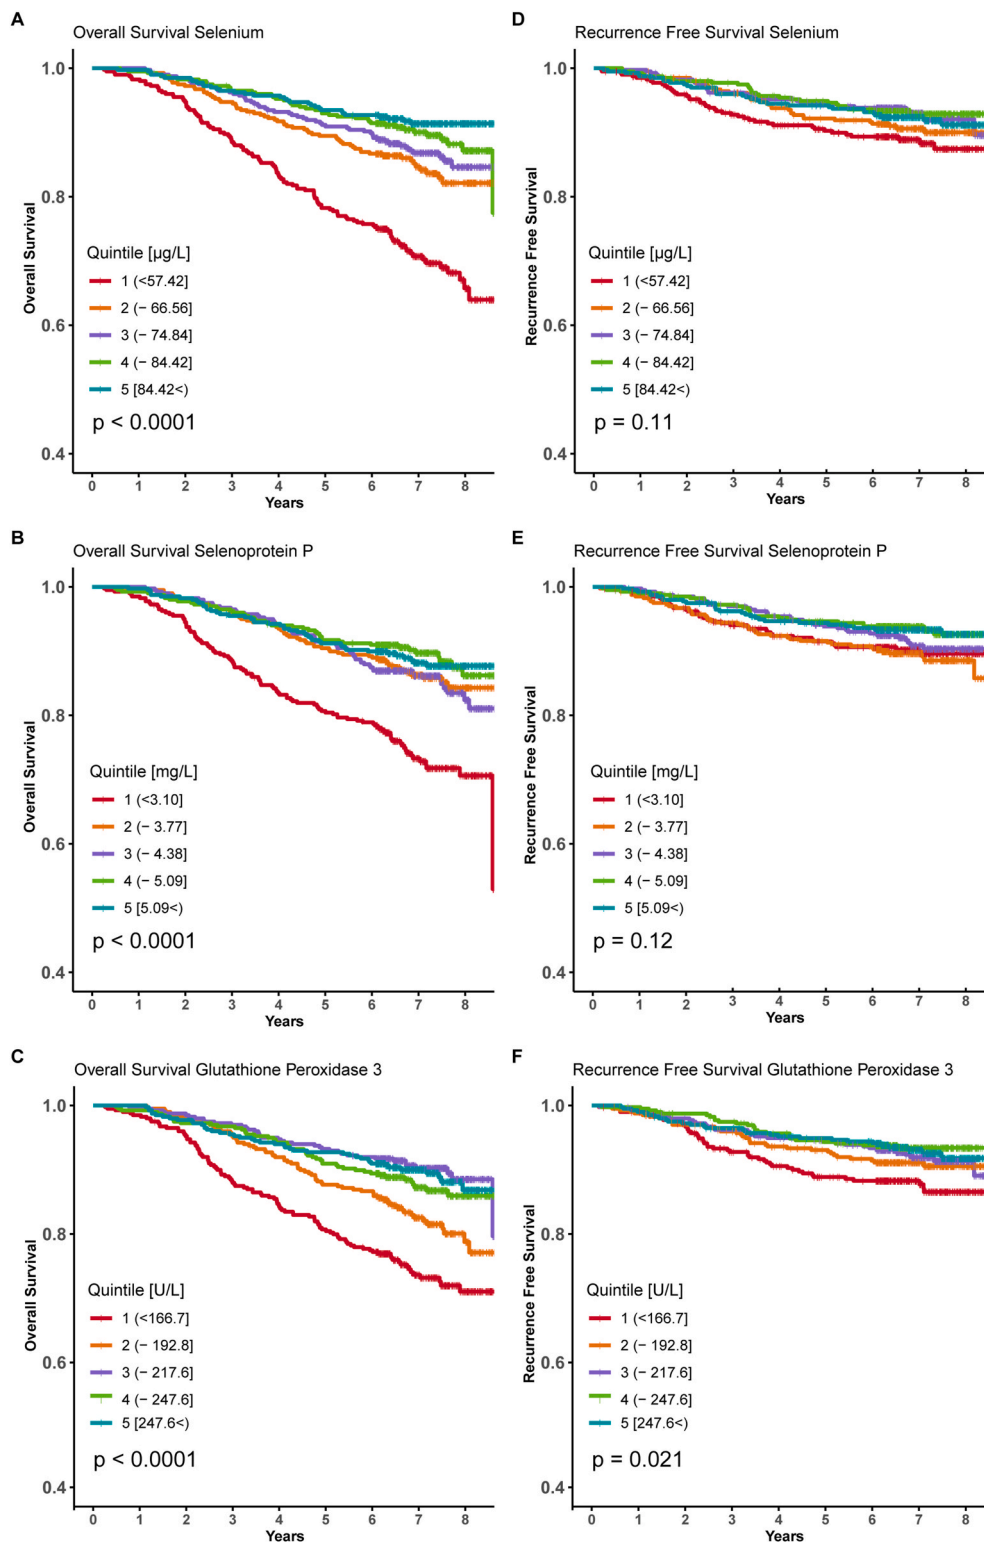 A
Overall Survival Selenium
1.0
0.8
0.6
0.4
Overall Survival
Quintile [µg/L]
1 (<57.42]
2 (− 66.56]
3 (− 74.84]
4 (− 84.42]
5 [84.42<)
p < 0.0001
0 1 2 3 4 5 6 7 8
Years
D
Recurrence Free Survival Selenium
1.0
0.8
0.6
0.4
Recurrence Free Survival
Quintile [µg/L]
1 (<57.42]
2 (− 66.56]
3 (− 74.84]
4 (− 84.42]
5 [84.42<)
p = 0.11
0 1 2 3 4 5 6 7 8
Years
B
Overall Survival Selenoprotein P
1.0
0.8
0.6
0.4
Overall Survival
Quintile [mg/L]
1 (<3.10]
2 (− 3.77]
3 (− 4.38]
4 (− 5.09]
5 [5.09<)
p < 0.0001
0 1 2 3 4 5 6 7 8
Years
E
Recurrence Free Survival Selenoprotein P
1.0
0.8
0.6
0.4
Recurrence Free Survival
Quintile [mg/L]
1 (<3.10]
2 (− 3.77]
3 (− 4.38]
4 (− 5.09]
5 [5.09<)
p = 0.12
0 1 2 3 4 5 6 7 8
Years
C
Overall Survival Glutathione Peroxidase 3
1.0
0.8
0.6
0.4
Overall Survival
Quintile [U/L]
1 (<166.7]
2 (− 192.8]
3 (− 217.6]
4 (− 247.6]
5 [247.6<)
p < 0.0001
0 1 2 3 4 5 6 7 8
Years
F
Recurrence Free Survival Glutathione Peroxidase 3
1.0
0.8
0.6
0.4
Recurrence Free Survival
Quintile [U/L]
1 (<166.7]
2 (− 192.8]
3 (− 217.6]
4 (− 247.6]
5 [247.6<)
p = 0.021
0 1 2 3 4 5 6 7 8
Years